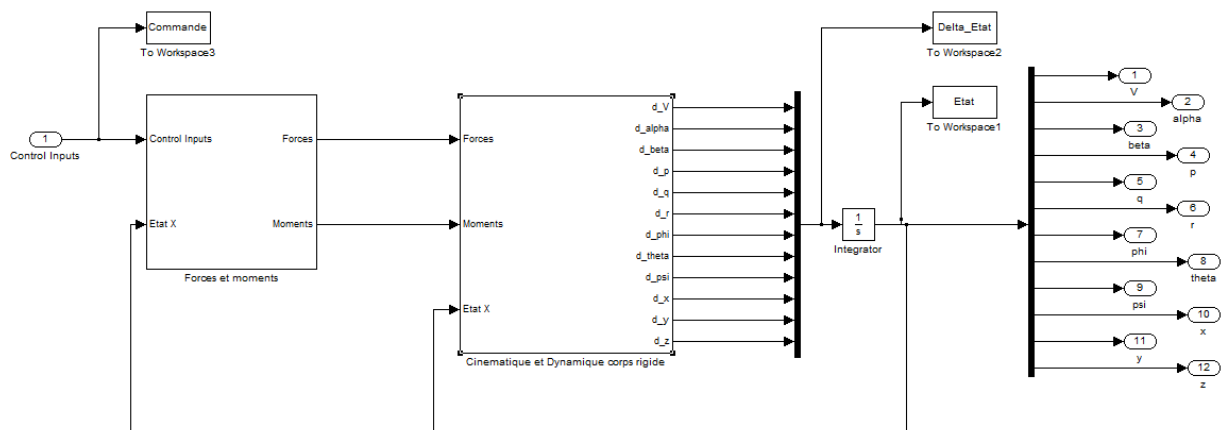 Commande
To Workspace3
1
Control Inputs
Control Inputs
Forces
Etat X
Moments
Forces et moments
Forces
Moments
Etat X
d_V
d_alpha
d_beta
d_p
d_q
d_r
d_phi
d_theta
d_psi
d_x
d_y
d_z
Cinematique et Dynamique corps rigide
1
s
Integrator
Delta_Etat
To Workspace2
Etat
To Workspace1
1
V
2
alpha
3
beta
4
p
5
q
6
r
7
phi
8
theta
9
psi
10
x
11
y
12
z